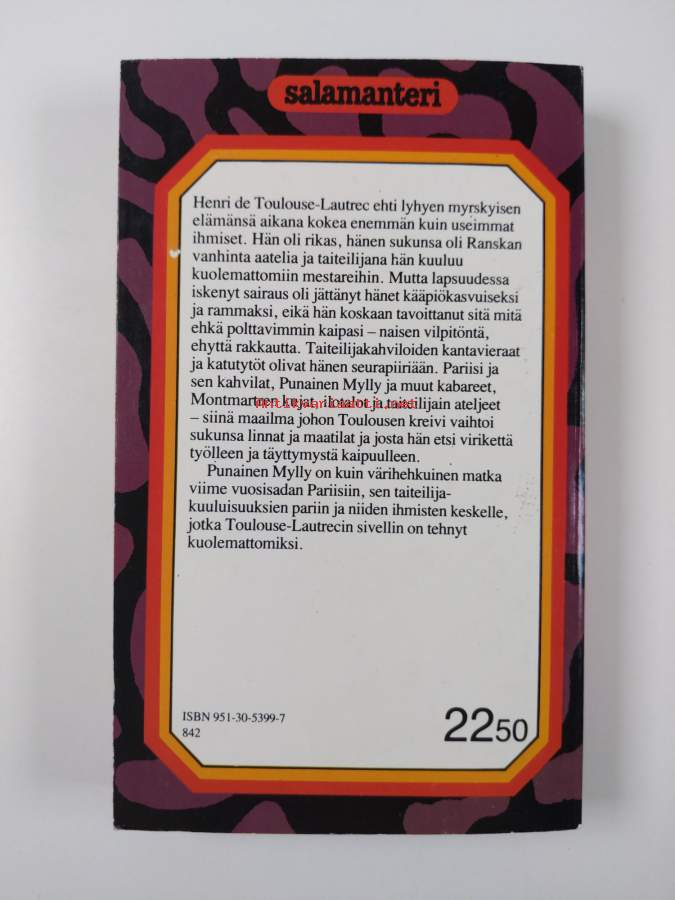 salamanteri
Henri de Toulouse-Lautrec ehti lyhyen myrskyisen
elämänsä aikana kokea enemmän kuin useimmat
ihmiset. Hän oli rikas, hänen sukunsa oli Ranskan
vanhinta aatelia ja taiteilijana hän kuuluu
kuolemattomiin mestareihin. Mutta lapsuudessa
iskenyt sairaus oli jättänyt hänet kääpiökasvuiseksi
ja rammaksi, eikä hän koskaan tavoittanut sitä mitä
ehkä polttavimmin kaipasi – naisen vilpitöntä,
ehyttä rakkautta. Taiteilijakahviloiden kantavieraat
ja katutytöt olivat hänen seurapiiriään. Pariisi ja
sen kahvilat, Punainen Mylly ja muut kabareet,
Montmartren kujat, ilotalot ja taiteilijain ateljeet
– siinä maailma johon Toulousen kreivi vaihtoi
sukunsa linnat ja maatilat ja josta hän etsi virikettä
työlleen ja täyttymystä kaipuulleen.
Punainen Mylly on kuin värihehkuinen matka
viime vuosisadan Pariisiin, sen taiteilija-
kuuluisuuksien pariin ja niiden ihmisten keskelle,
jotka Toulouse-Lautrecin sivellin on tehnyt
kuolemattomiksi.
ISBN 951-30-5399-7
842
2250